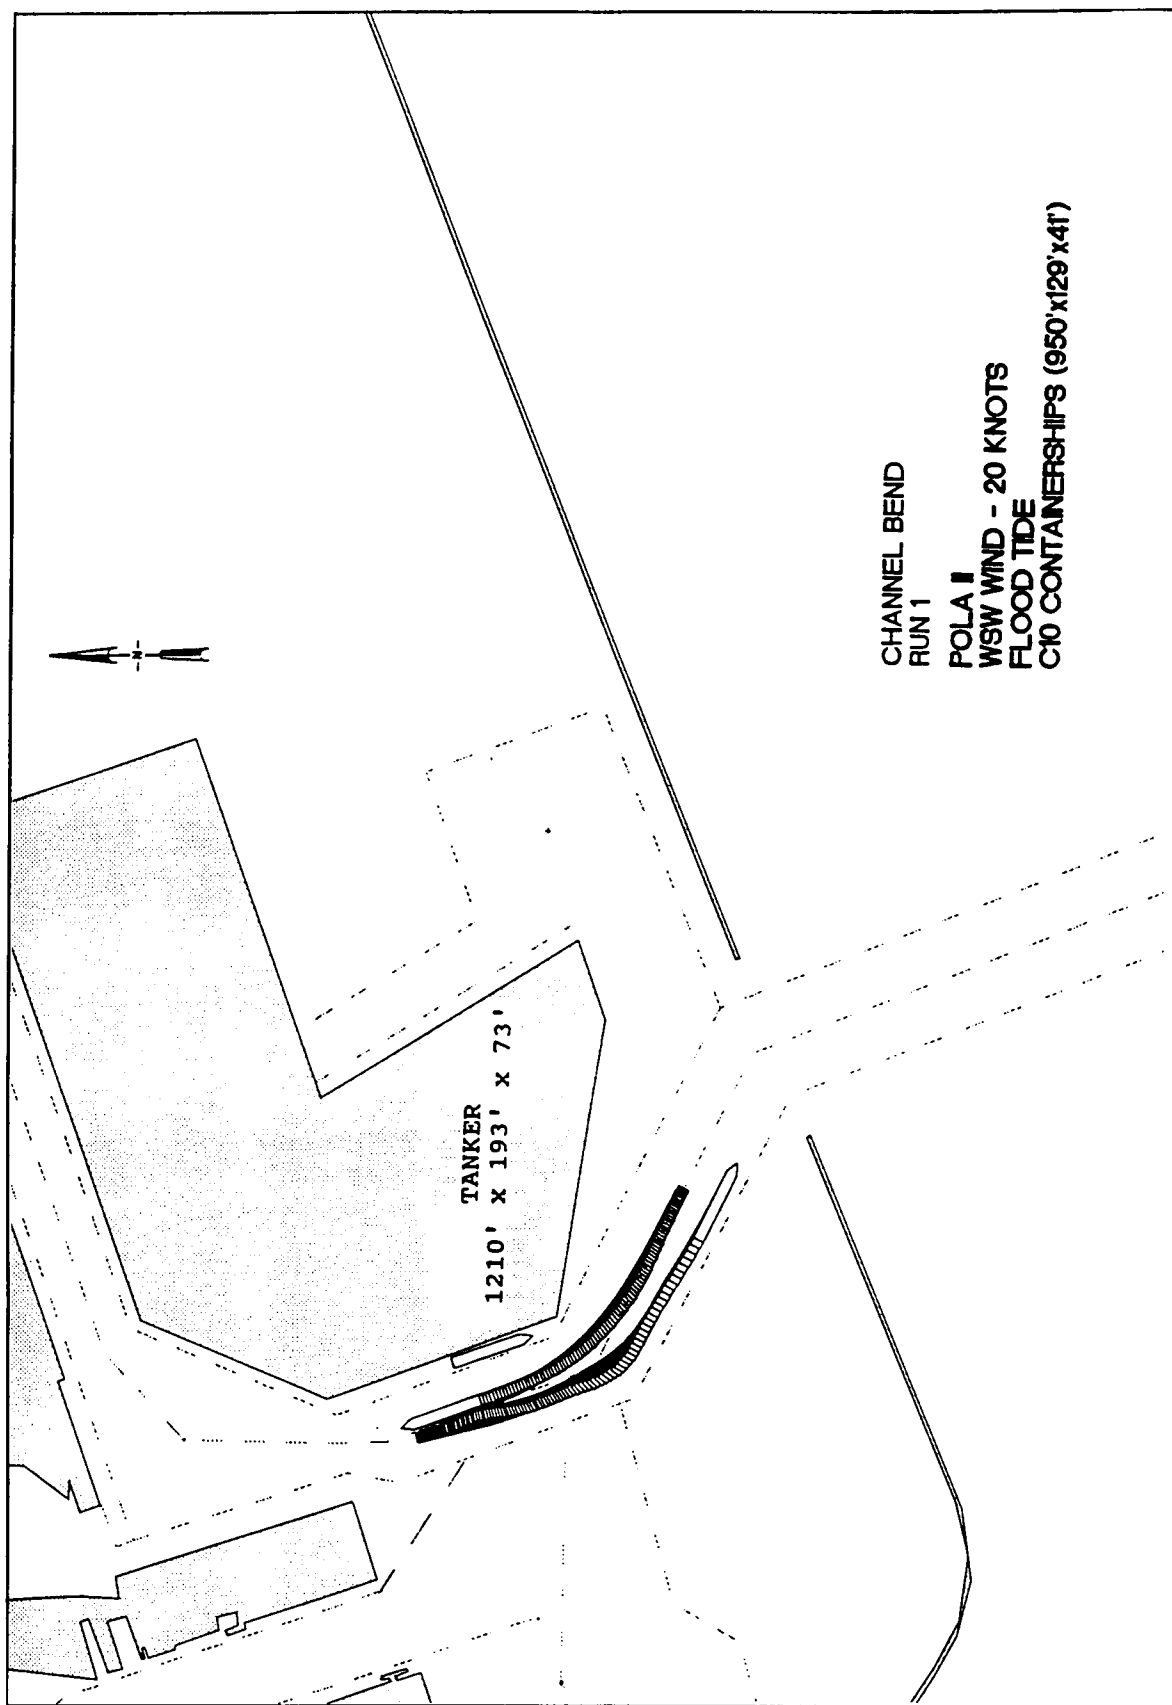 N
TANKER
1210' x 193' x 73'
CHANNEL BEND
RUN 1
POLA II
WSW WIND - 20 KNOTS
FLOOD TIDE
C10 CONTAINERSHIPS (950'x129'x41')